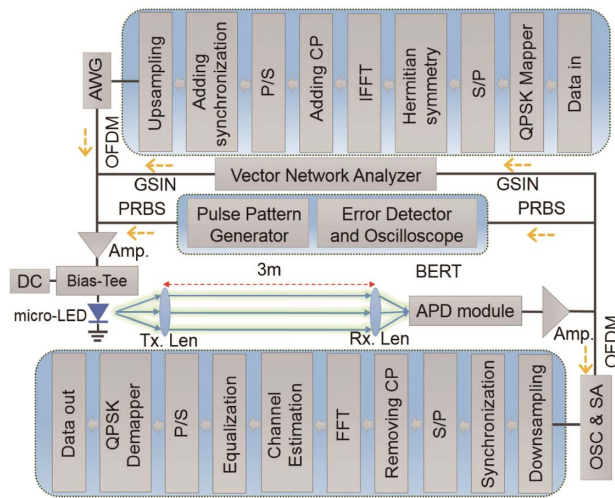 AWG
Upsampling
Adding
synchronization
P/S
Adding CP
IFFT
Hermitian
symmetry
S/P
QPSK Mapper
Data in
OFDM
Vector Network Analyzer
GSIN
GSIN
PRBS
PRBS
Pulse Pattern
Generator
Error Detector
and Oscilloscope
Amp.
BERT
3m
DC
Bias-Tee
micro-LED
APD module
Tx. Len
Rx. Len
Amp.
OFDM
Data out
QPSK
Demapper
P/S
Equalization
Channel
Estimation
FFT
Removing CP
S/P
Synchronization
Downsampling
OSC & SA